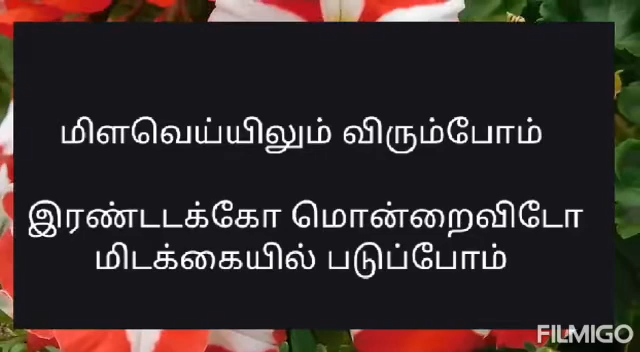 மிளவெய்யிலும் விரும்போம்
இரண்டடக்கோ மொன்றைவிடோ
மிடக்கையில் படுப்போம்
FILMIGO